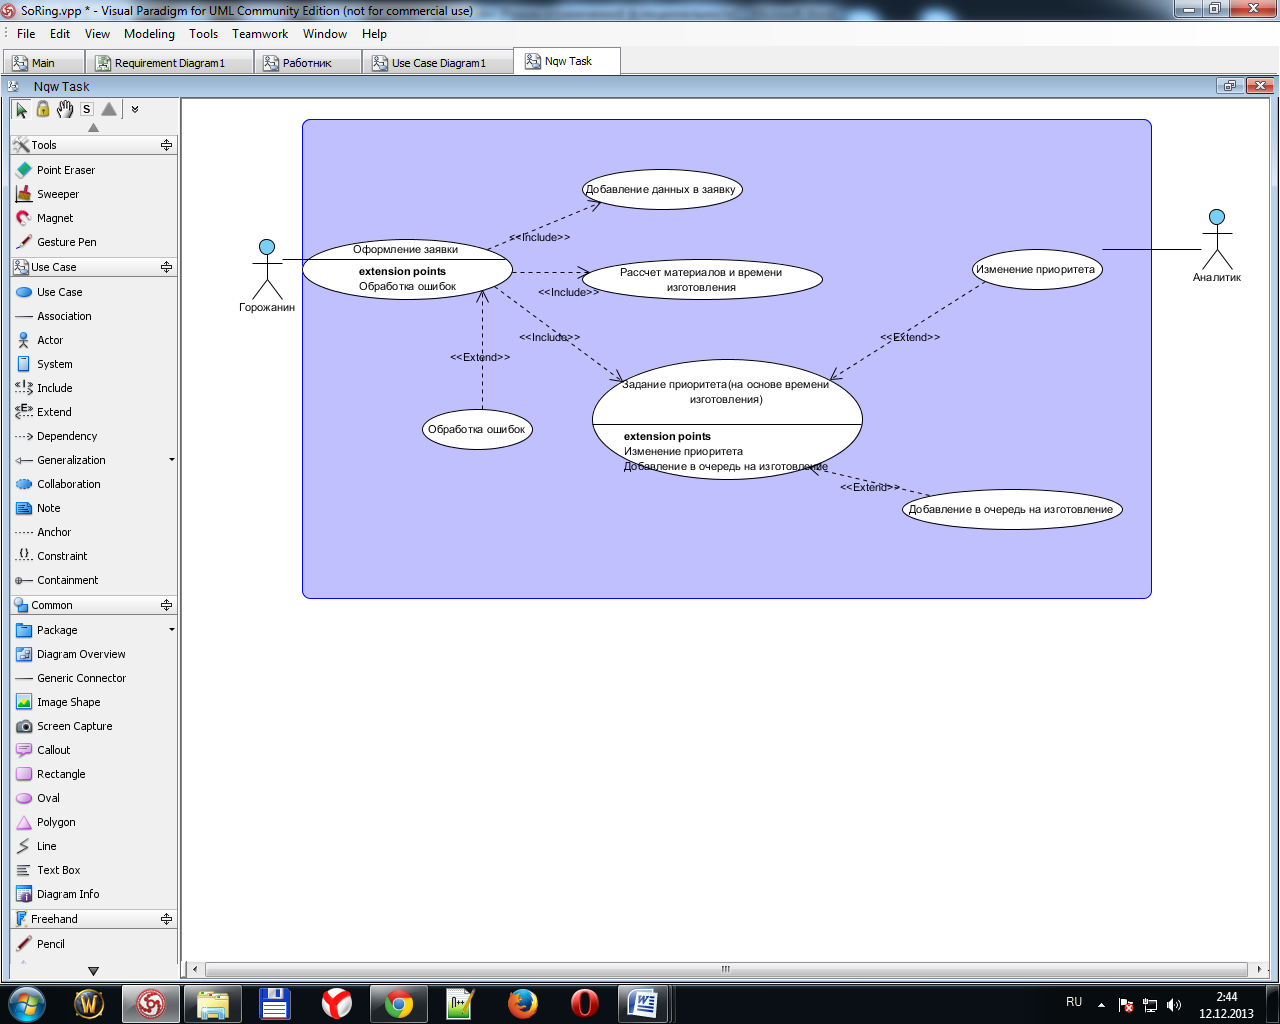 SoRing.vpp * - Visual Paradigm for UML Community Edition (not for commercial use)
File Edit View Modeling Tools Teamwork Window Help
Main Requirement Diagram1 Работник Use Case Diagram1 Nqw Task
Nqw Task
S
Tools
Point Eraser
Sweeper
Magnet
Gesture Pen
Use Case
Use Case
Association
Actor
System
Include
Extend
Dependency
Generalization
Collaboration
Note
Anchor
Constraint
Containment
Common
Package
Diagram Overview
Generic Connector
Image Shape
Screen Capture
Callout
Rectangle
Oval
Polygon
Line
Text Box
Diagram Info
Freehand
Pencil
Добавление данных в заявку
<<Include>>
Оформление заявки
extension points
Обработка ошибок
Горожанин
Рассчет материалов и времени
изготовления
<<Include>>
Изменение приоритета
Аналитик
<<Include>>
<<Extend>>
<<Extend>>
Задание приоритета(на основе времени
изготовления)
extension points
Изменение приоритета
Добавление в очередь на изготовление
Обработка ошибок
<<Extend>>
Добавление в очередь на изготовление
RU
2:44
12.12.2013